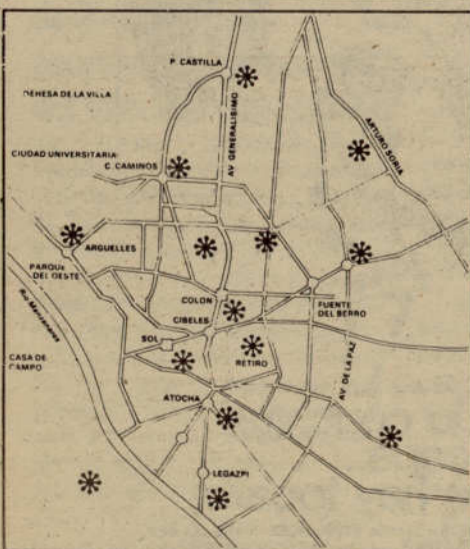 P. CASTILLA
DEHESA DE LA VILLA
AV GENERALISIMO
ARTURO SORIA
CIUDAD UNIVERSITARIA
C. CAMINOS
ARGUELLES
PARQUE
DEL OESTE
Rio Manzanares
COLON
CIBELES
FUENTE
DEL BERRO
SOL
CASA DE
CAMPO
RETIRO
AV. DE LA PAZ
ATOCHA
LEGAZPI